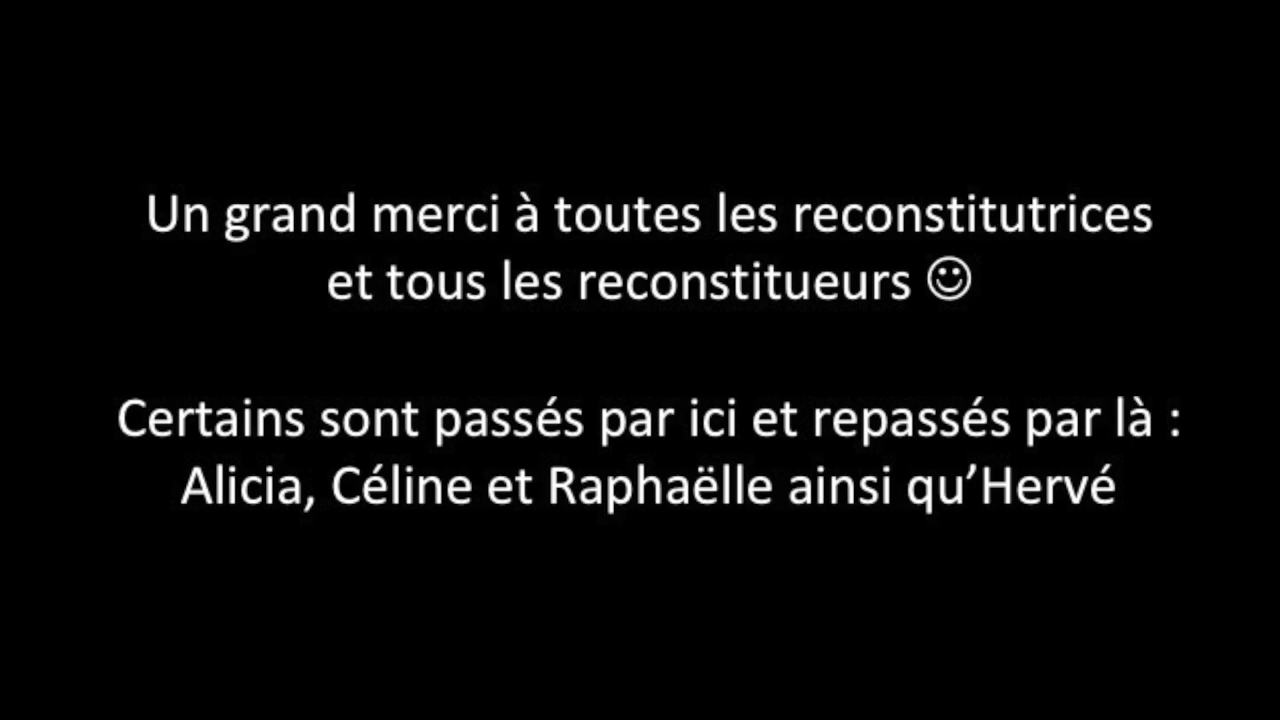 Un grand merci à toutes les reconstitutrices
et tous les reconstitueurs ☺
Certains sont passés par ici et repassés par là :
Alicia, Céline et Raphaëlle ainsi qu’Hervé